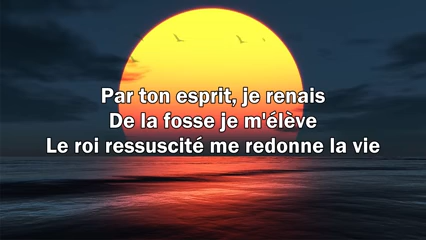 Par ton esprit, je renais
De la fosse je m'élève
Le roi ressuscité me redonne la vie